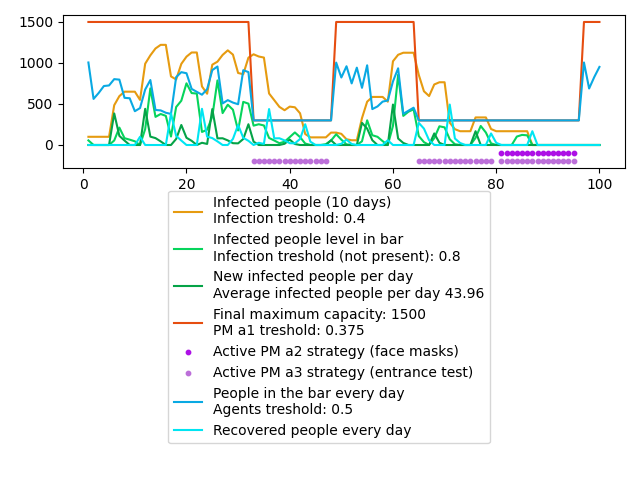 1500
1000
500
0
0
20
40
60
80
100
Infected people (10 days)
Infection treshold: 0.4
Infected people level in bar
Infection treshold (not present): 0.8
New infected people per day
Average infected people per day 43.96
Final maximum capacity: 1500
PM a1 treshold: 0.375
Active PM a2 strategy (face masks)
Active PM a3 strategy (entrance test)
People in the bar every day
Agents treshold: 0.5
Recovered people every day